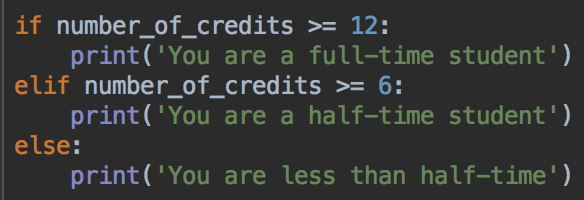 if number_of_credits >= 12:
    print('You are a full-time student')
elif number_of_credits >= 6:
    print('You are a half-time student')
else:
    print('You are less than half-time')